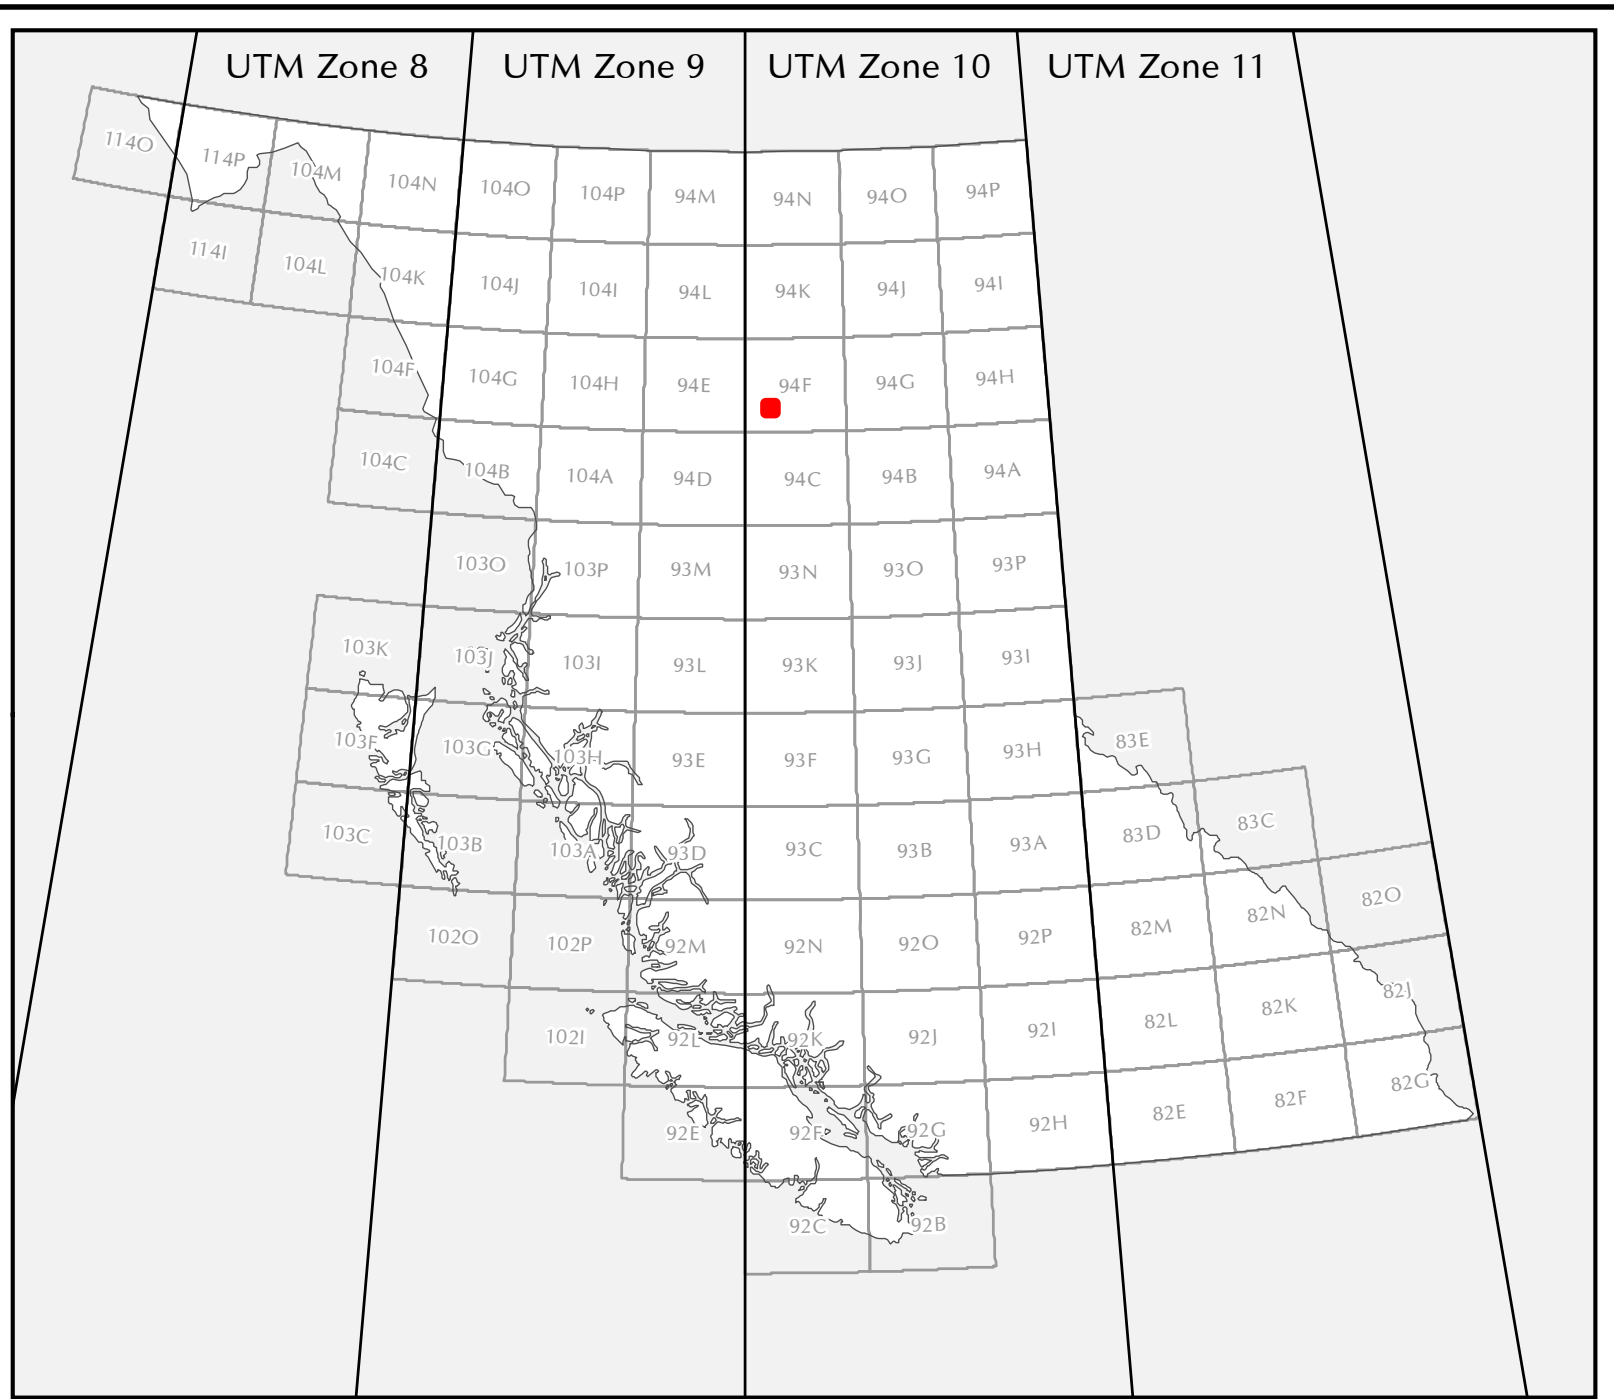 UTM Zone 8 UTM Zone 9 UTM Zone 10 UTM Zone 11
114O 114P 104M 104N 104O 104P 94M 94N 94O 94P
114I 104L 104K 104J 104I 94L 94K 94J 94I
104F 104G 104H 94E 94F 94G 94H
104C 104B 104A 94D 94C 94B 94A
103O 103P 93M 93N 93O 93P
103K 103J 103I 93L 93K 93J 93I
103F 103G 103H 93E 93F 93G 93H 83E
103C 103B 103A 93D 93C 93B 93A 83D 83C
102O 102P 92M 92N 92O 92P 82M 82N 82O
102I 92L 92K 92J 92I 82L 82K 82J
92E 92F 92G 92H 82E 82F 82G
92C 92B